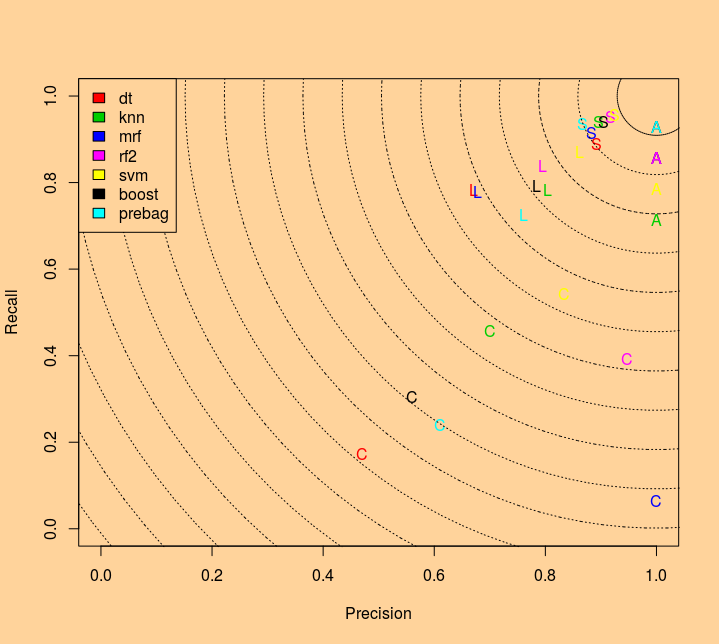 dt
knn
mrf
rf2
svm
boost
prebag
Recall
0.0 0.2 0.4 0.6 0.8 1.0
S S S S S S S
A
A
A
A
L L L L L L L
C
C
C
C
C
C
C
0.0 0.2 0.4 0.6 0.8 1.0
Precision